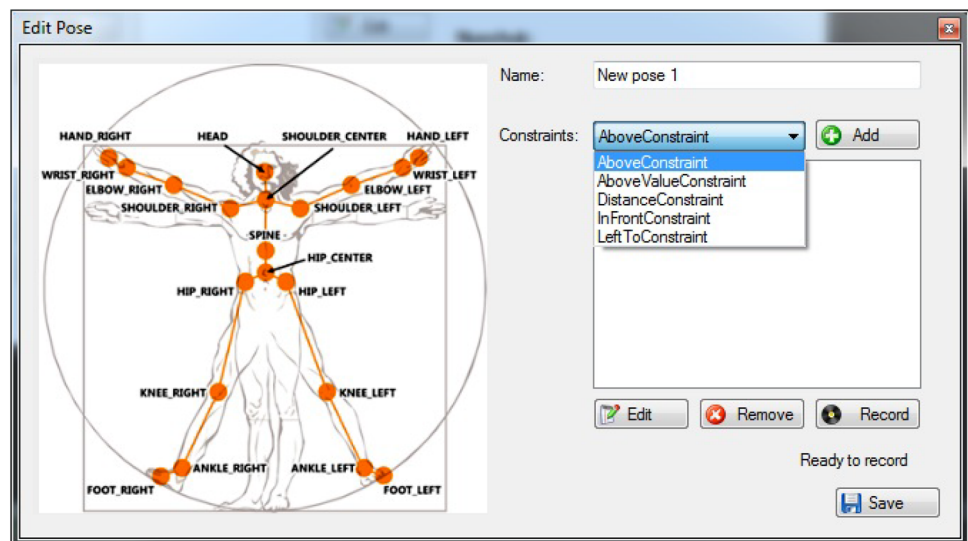 Edit Pose
Name: New pose 1
Constraints: AboveConstraint Add
AboveConstraint
AboveValueConstraint
DistanceConstraint
InFrontConstraint
LeftToConstraint
HAND_RIGHT HEAD SHOULDER_CENTER HAND_LEFT
WRIST_RIGHT WRIST_LEFT
ELBOW_RIGHT ELBOW_LEFT
SHOULDER_RIGHT SHOULDER_LEFT
SPINE
HIP_CENTER
HIP_RIGHT HIP_LEFT
KNEE_RIGHT KNEE_LEFT
ANKLE_RIGHT ANKLE_LEFT
FOOT_RIGHT FOOT_LEFT
Edit Remove Record
Ready to record
Save